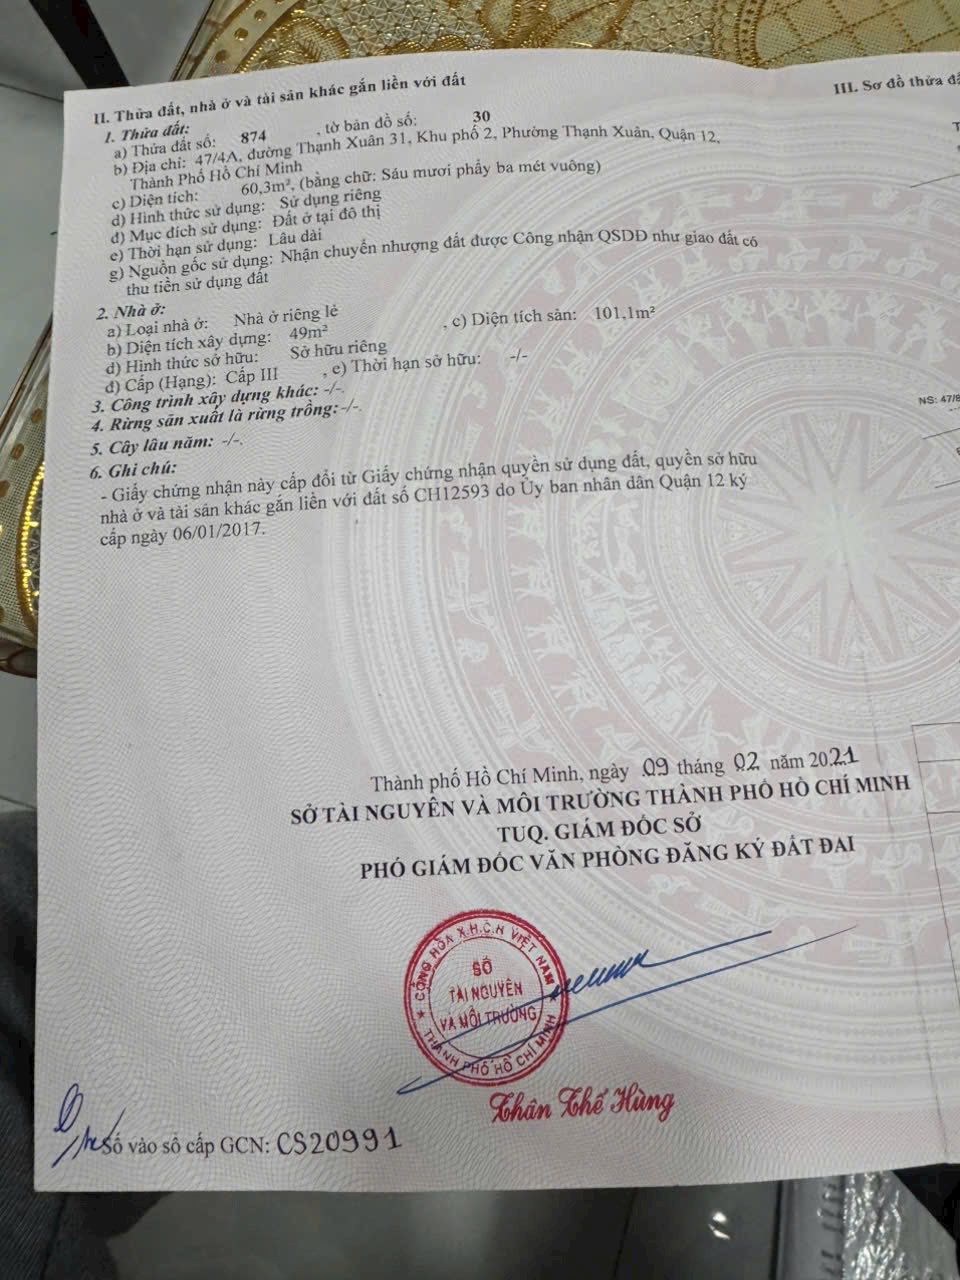 II. Thửa đất, nhà ở và tài sản khác gắn liền với đất
1. Thửa đất:
a) Thửa đất số: 874 , tờ bản đồ số: 30
b) Địa chỉ: 47/4A, đường Thạnh Xuân 31, Khu phố 2, Phường Thạnh Xuân, Quận 12,
Thành Phố Hồ Chí Minh
c) Diện tích: 60,3m², (bằng chữ: Sáu mươi phẩy ba mét vuông)
d) Hình thức sử dụng: Sử dụng riêng
đ) Mục đích sử dụng: Đất ở tại đô thị
e) Thời hạn sử dụng: Lâu dài
g) Nguồn gốc sử dụng: Nhận chuyển nhượng đất được Công nhận QSDĐ như giao đất có
thu tiền sử dụng đất
2. Nhà ở:
a) Loại nhà ở: Nhà ở riêng lẻ
b) Diện tích xây dựng: 49m² , c) Diện tích sàn: 101,1m²
d) Hình thức sở hữu: Sở hữu riêng
đ) Cấp (Hạng): Cấp III , e) Thời hạn sở hữu: -/-
3. Công trình xây dựng khác: -/-.
4. Rừng sản xuất là rừng trồng: -/-.
5. Cây lâu năm: -/-.
6. Ghi chú:
- Giấy chứng nhận này cấp đổi từ Giấy chứng nhận quyền sử dụng đất, quyền sở hữu
nhà ở và tài sản khác gắn liền với đất số CH12593 do Ủy ban nhân dân Quận 12 ký
cấp ngày 06/01/2017.
Thành phố Hồ Chí Minh, ngày 09 tháng 02 năm 2021
SỞ TÀI NGUYÊN VÀ MÔI TRƯỜNG THÀNH PHỐ HỒ CHÍ MINH
TUQ. GIÁM ĐỐC SỞ
PHÓ GIÁM ĐỐC VĂN PHÒNG ĐĂNG KÝ ĐẤT ĐAI
CỘNG HÒA X.H.C.N VIỆT NAM
SỞ
TÀI NGUYÊN
VÀ MÔI TRƯỜNG
THÀNH PHỐ HỒ CHÍ MINH
Thân Thế Hùng
Số vào sổ cấp GCN: CS20991
III. Sơ đồ thửa đ
NS: 47/8